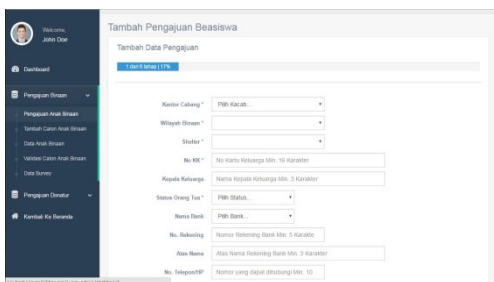 Welcome,
John Doe
Dashboard
Pengajuan Binaan
Pengajuan Anak Binaan
Tambah Calon Anak Binaan
Data Anak Binaan
Validasi Calon Anak Binaan
Data Survey
Pengajuan Donatur
Kembali Ke Beranda
Tambah Pengajuan Beasiswa
Tambah Data Pengajuan
1 dari 6 tahap | 17%
Kantor Cabang * Pilih Kacab...
Wilayah Binaan *
Shelter *
No KK * No Kartu Keluarga Min. 16 Karakter
Kepala Keluarga Nama Kepala Keluarga Min. 3 Karakter
Status Orang Tua * Pilih Status...
Nama Bank Pilih Bank...
No. Rekening Nomor Rekening Bank Min. 5 Karakte
Atas Nama Atas Nama Rekening Bank Min. 3 Karakter
No. Telepon/HP Nomor yang dapat dihubungi Min. 10